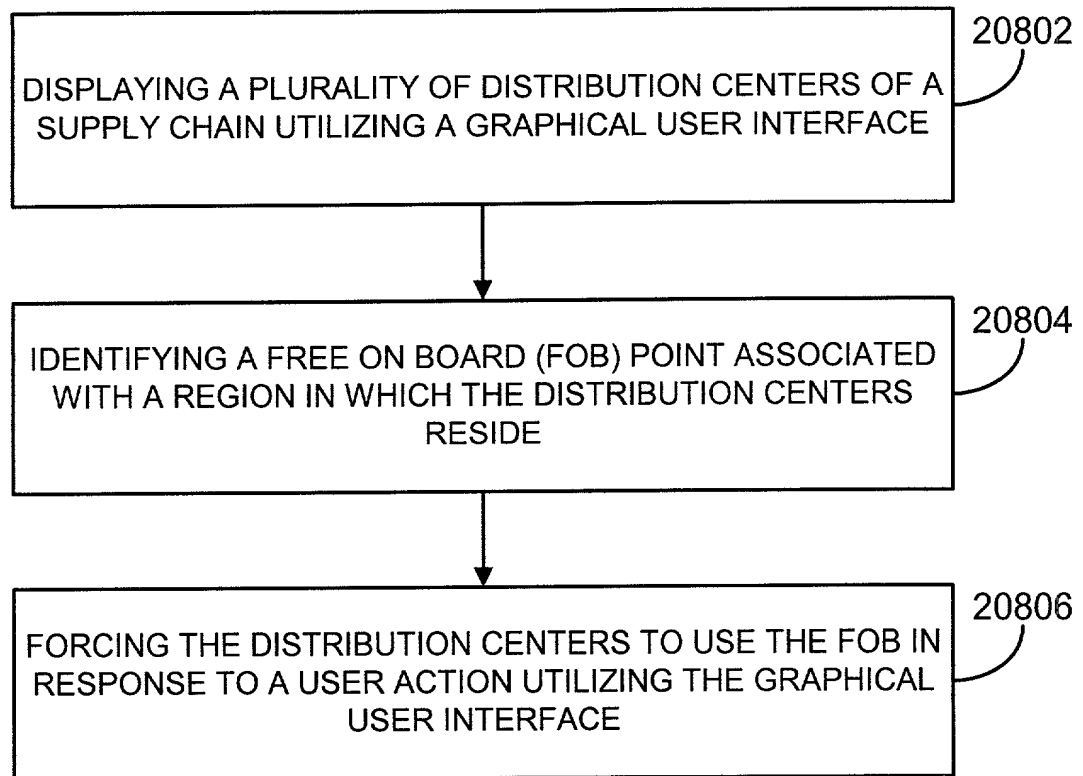 20802
DISPLAYING A PLURALITY OF DISTRIBUTION CENTERS OF A
SUPPLY CHAIN UTILIZING A GRAPHICAL USER INTERFACE
20804
IDENTIFYING A FREE ON BOARD (FOB) POINT ASSOCIATED
WITH A REGION IN WHICH THE DISTRIBUTION CENTERS
RESIDE
20806
FORCING THE DISTRIBUTION CENTERS TO USE THE FOB IN
RESPONSE TO A USER ACTION UTILIZING THE GRAPHICAL
USER INTERFACE